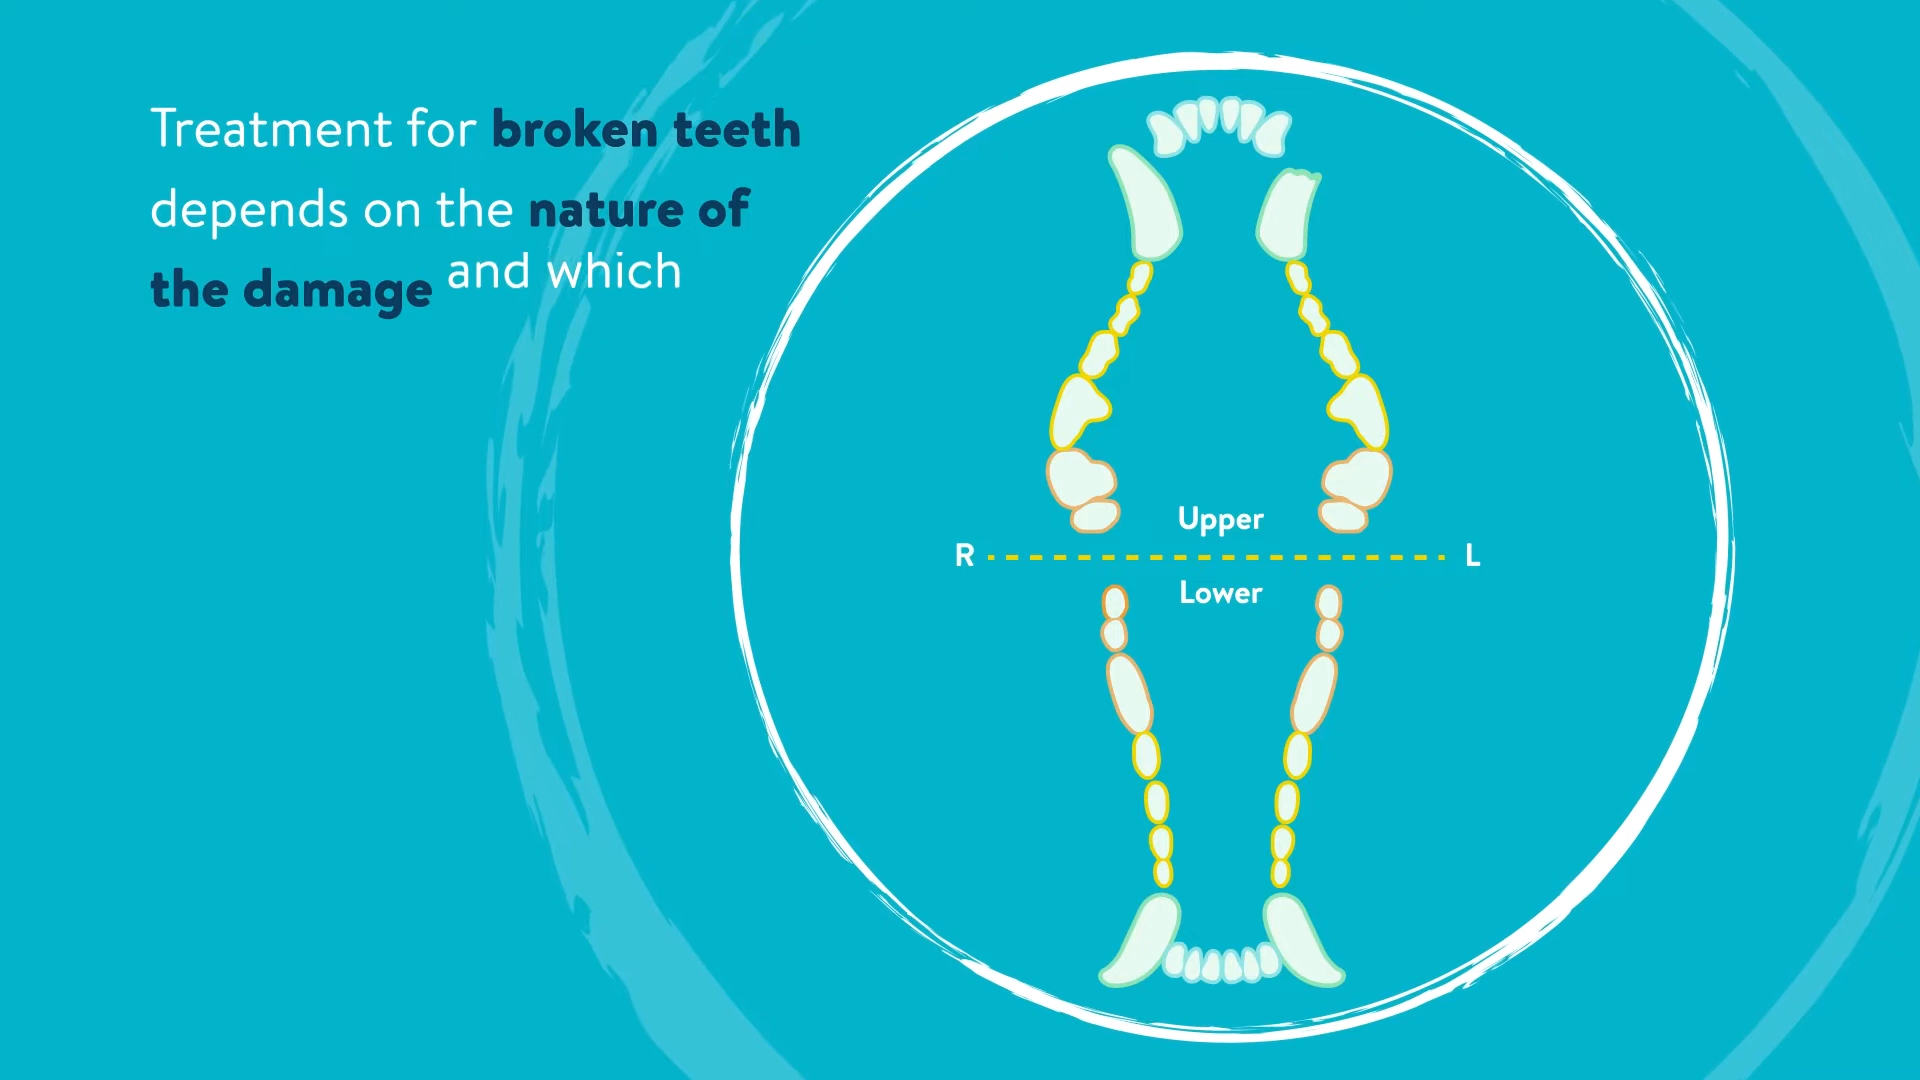 Treatment for broken teeth
depends on the nature of
the damage and which
Upper
R L
Lower